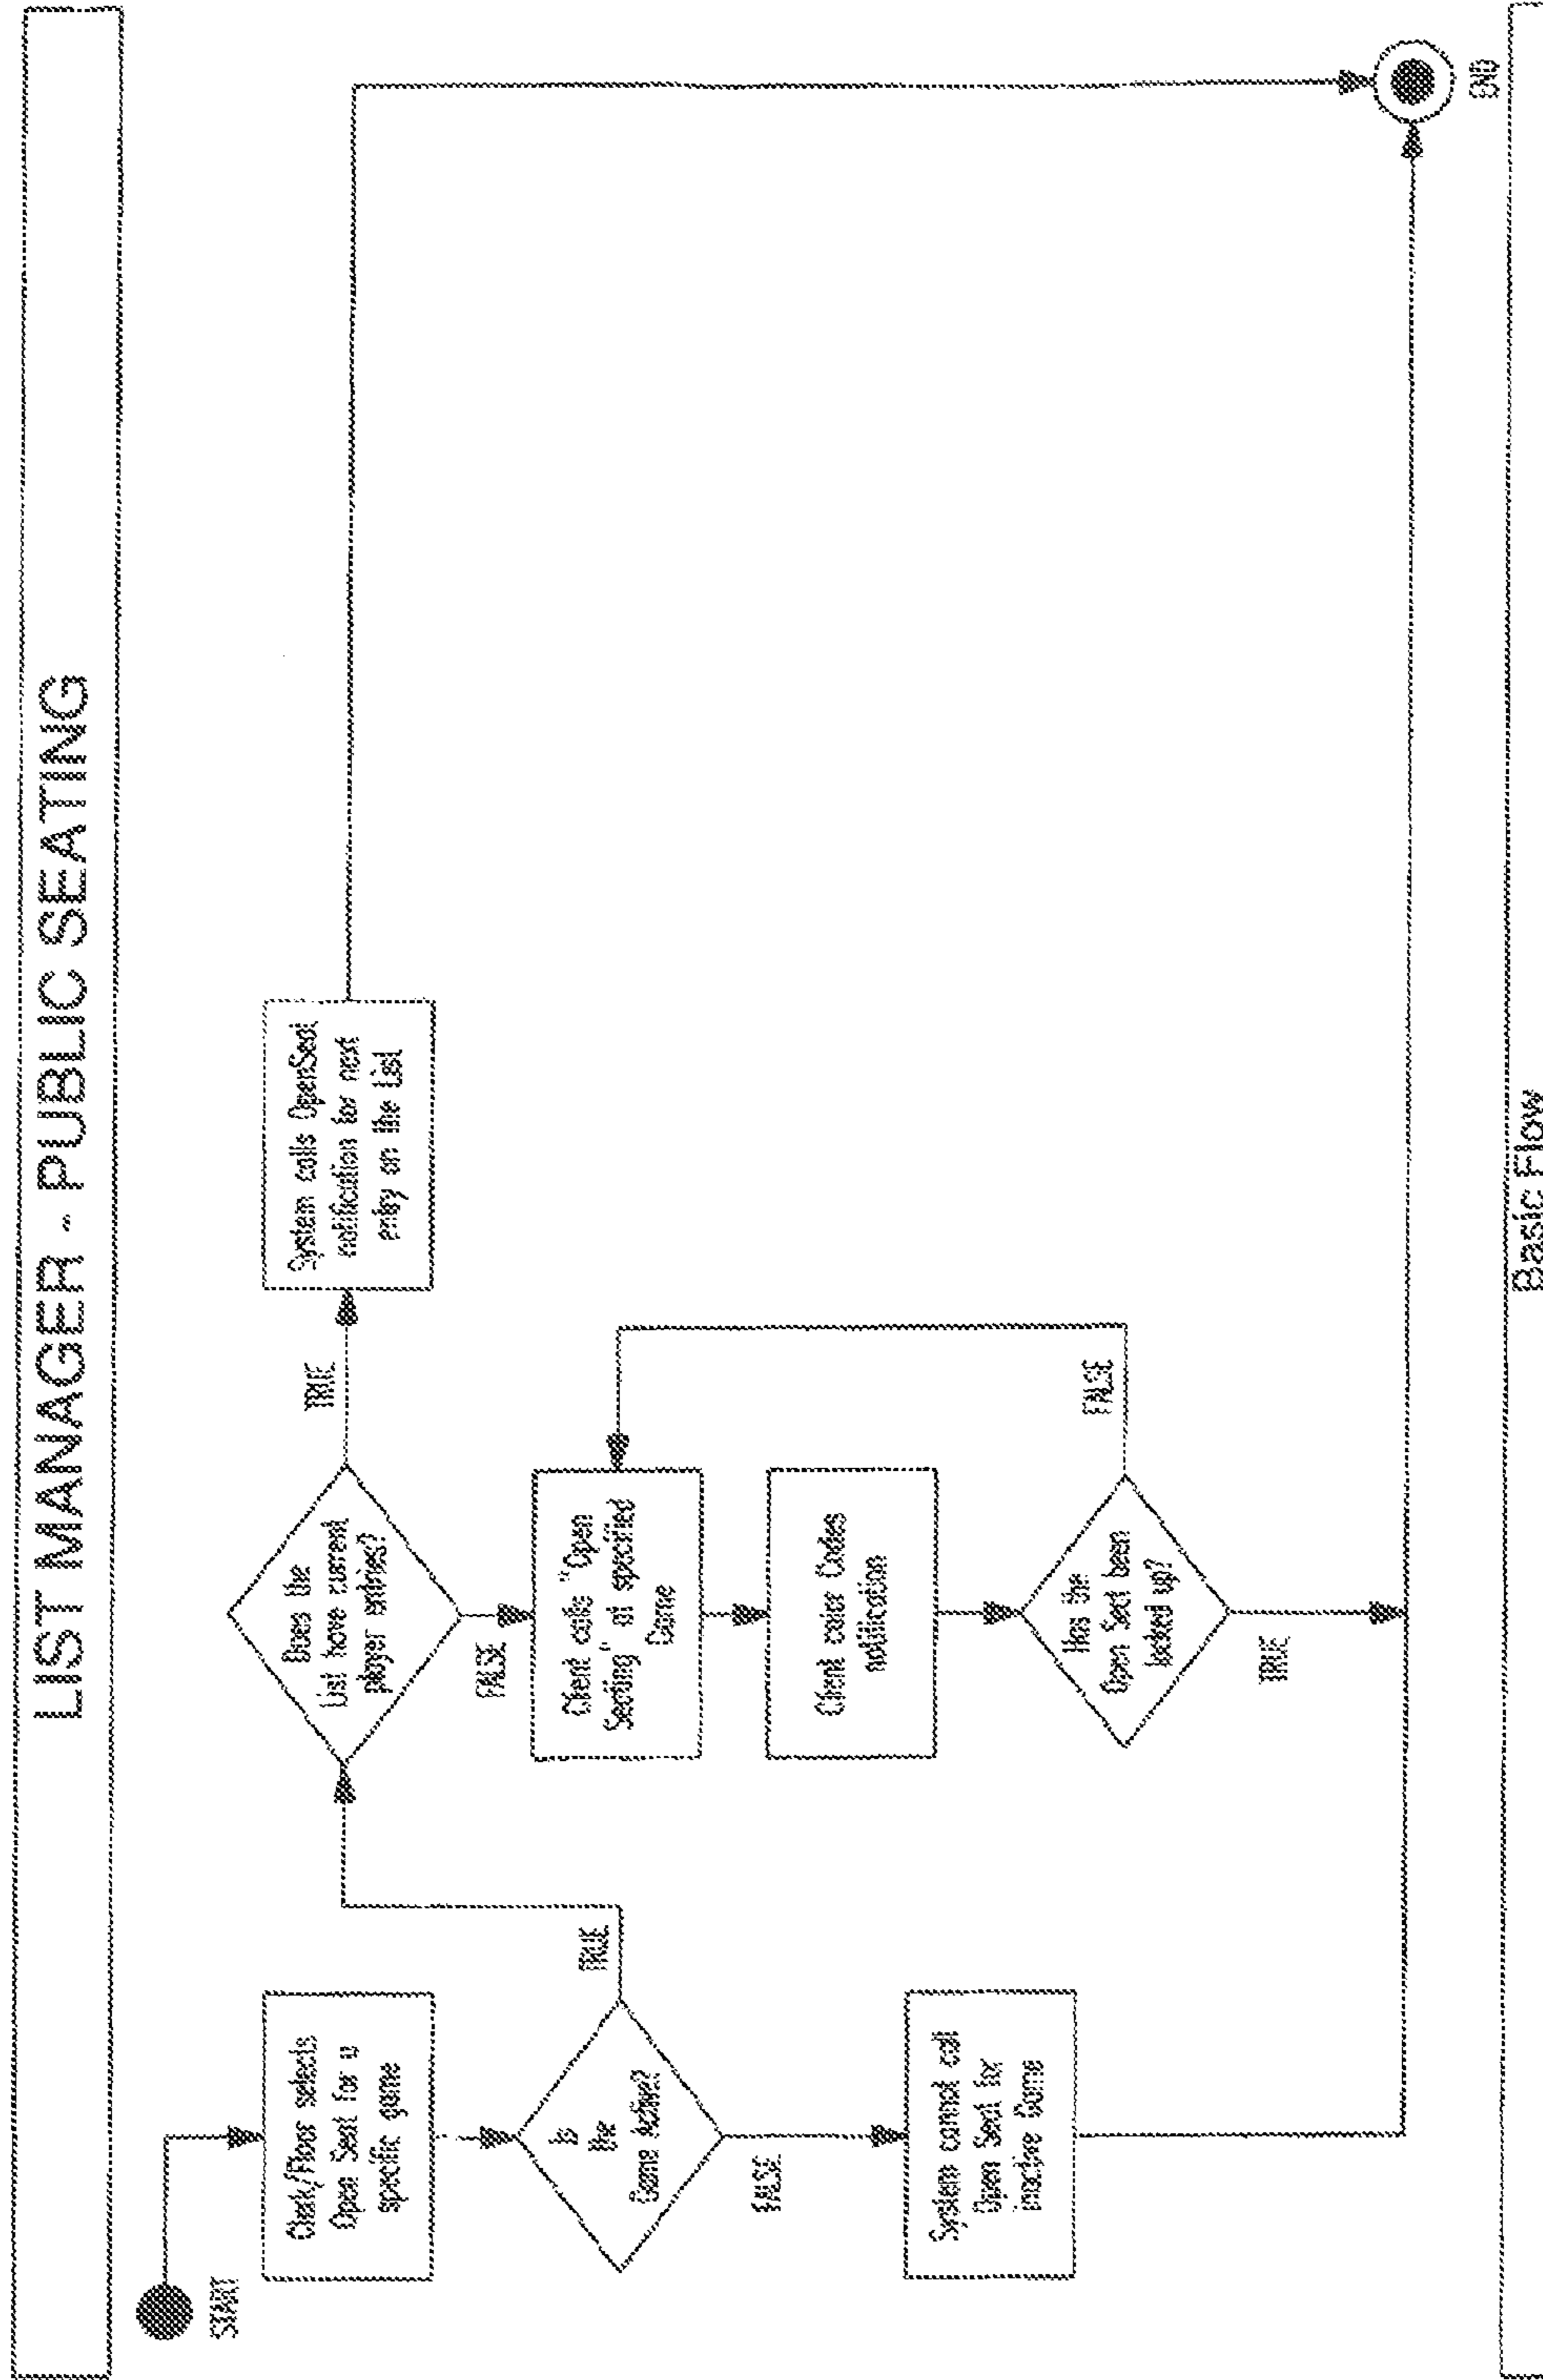 LIST MANAGER - PUBLIC SEATING
START
Clerk/Floor selects
Open Seat for a
specific game
Is
the
Game Active?
TRUE
FALSE
System cannot call
Open Seat for
inactive Game
Does the
List have current
player entries?
TRUE
FALSE
System calls OpenSeat
notification for next
entry on the List
Client calls "Open
Seating" at specified
Game
Client color Codes
notification
Has the
Open Seat been
locked up?
FALSE
TRUE
END
Basic Flow